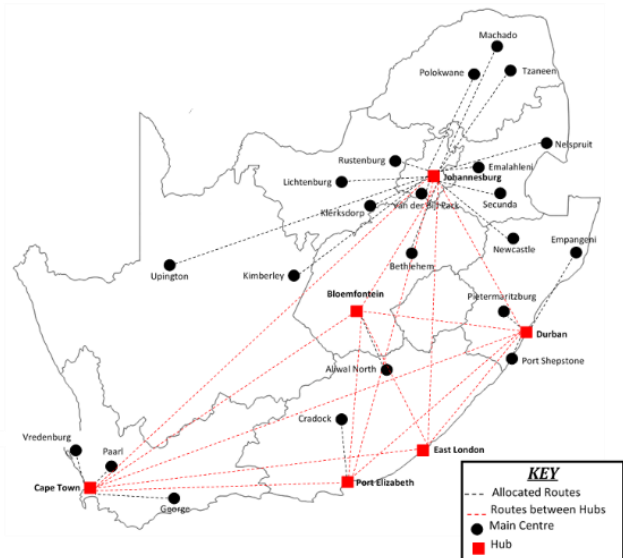 Machado
Polokwane
Tzaneen
Nelspruit
Rustenburg
Emalahleni
Johannesburg
Lichtenburg
Secunda
Van der Bijl Park
Klerksdorp
Newcastle
Empangeni
Bethlehem
Upington
Kimberley
Bloemfontein
Pietermaritzburg
Durban
Port Shepstone
Aliwal North
Cradock
Vredenburg
Paarl
East London
Cape Town
Port Elizabeth
George
KEY
Allocated Routes
Routes between Hubs
Main Centre
Hub